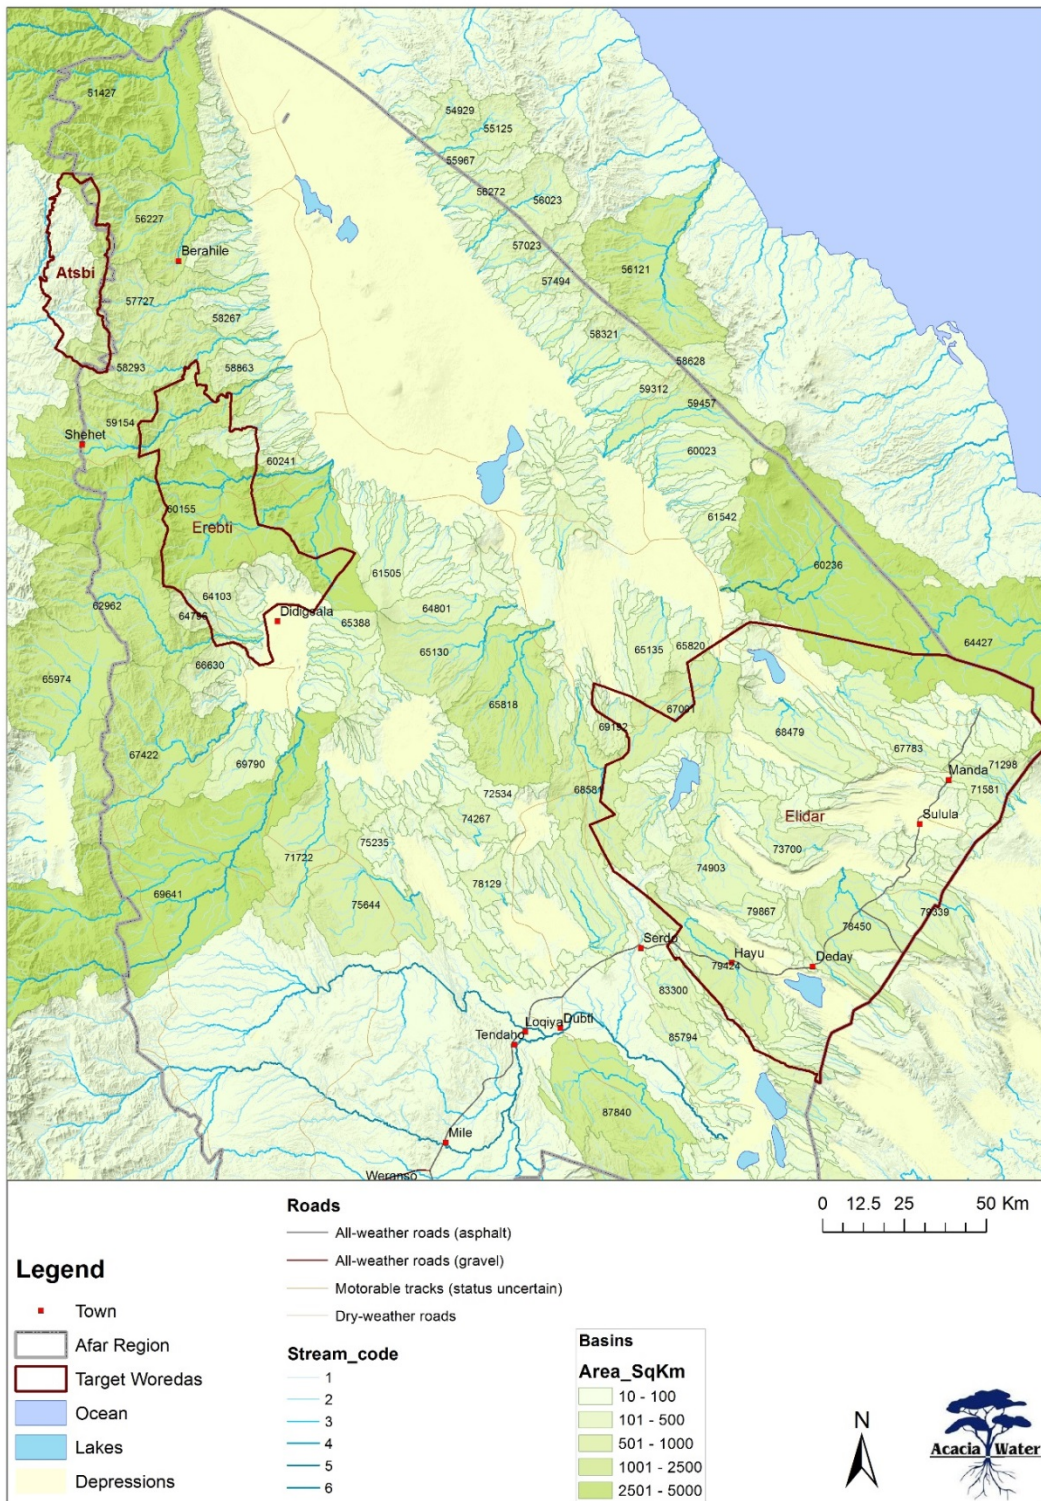 54929
51427
55125
55967
56272
56023
56227
57023
Berahile
56121
Atsbi
57494
57727
58267
58321
58293
58863
58628
59312
59457
59154
Shehet
60023
60241
60155
61542
Erebti
60236
61505
64103
62962
64801
64796
Didigsala
65388
64427
65130
65135
65820
66630
65974
65818
67001
69192
68479
67422
67783
69790
71298
Manda
71581
72534
68581
74267
Elidar
Sulula
75235
73700
71722
74903
78129
69641
75644
79867
79339
78450
Serdo
Hayu
Deday
79424
83300
Loqiya
Dubti
Tendaho
85794
87840
Mile
Weranso
Roads
All-weather roads (asphalt)
All-weather roads (gravel)
Motorable tracks (status uncertain)
Dry-weather roads
0 12.5 25 50 Km
Legend
Town
Afar Region
Target Woredas
Ocean
Lakes
Depressions
Stream_code
1
2
3
4
5
6
Basins
Area_SqKm
10 - 100
101 - 500
501 - 1000
1001 - 2500
2501 - 5000
N
Acacia Water